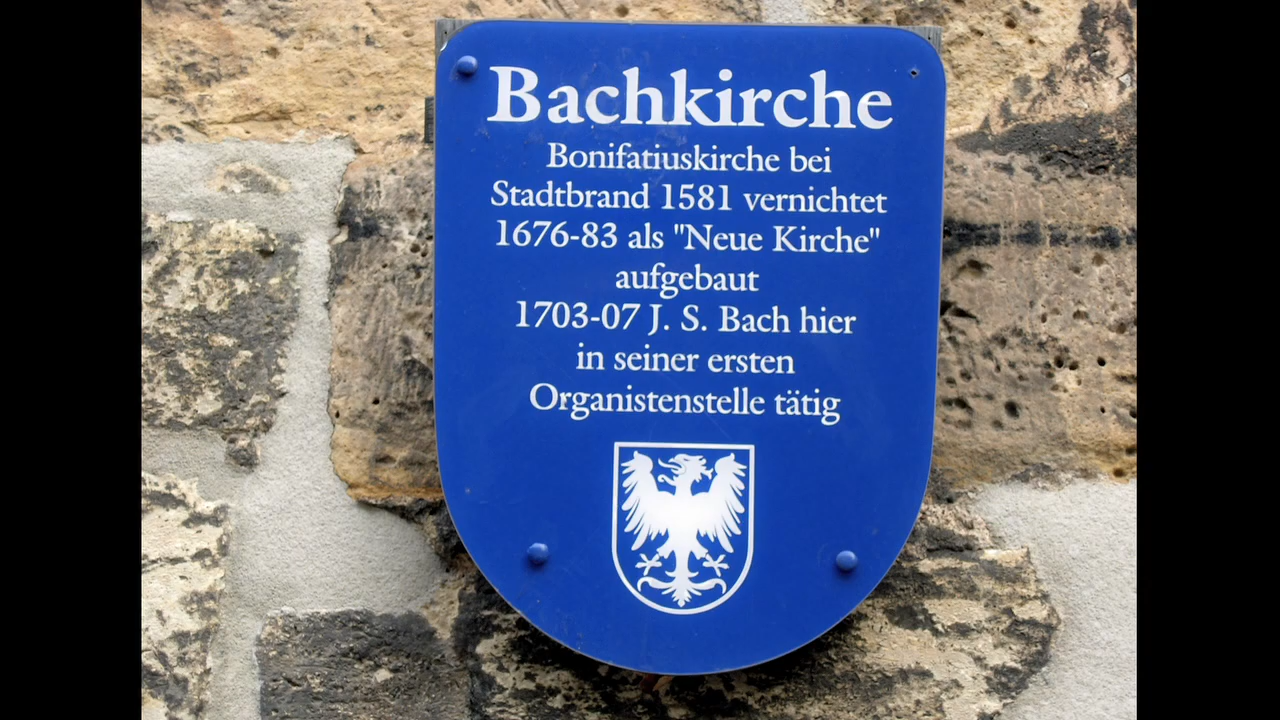 Bachkirche
Bonifatiuskirche bei
Stadtbrand 1581 vernichtet
1676-83 als "Neue Kirche"
aufgebaut
1703-07 J. S. Bach hier
in seiner ersten
Organistenstelle tätig